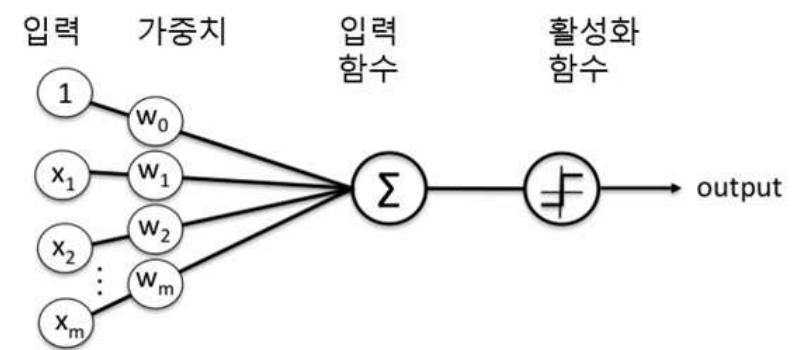 입력 가중치 입력 함수 활성화 함수
1 w₀
x₁ w₁
x₂ w₂
⋮
xₘ wₘ
Σ
output